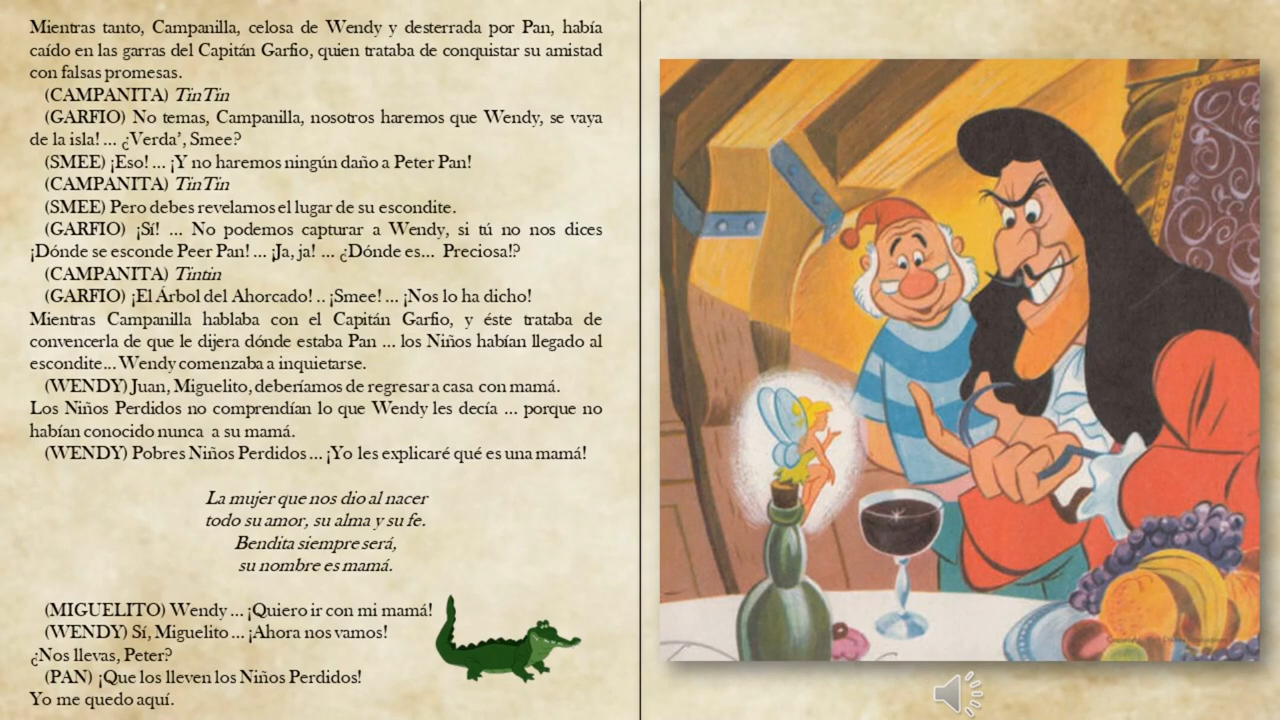 Mientras tanto, Campanilla, celosa de Wendy y desterrada por Pan, había
caído en las garras del Capitán Garfio, quien trataba de conquistar su amistad
con falsas promesas.
(CAMPANITA) TinTin
(GARFIO) No temas, Campanilla, nosotros haremos que Wendy, se vaya
de la isla! ... ¿Verda’, Smee?
(SMEE) ¡Eso! ... ¡Y no haremos ningún daño a Peter Pan!
(CAMPANITA) TinTin
(SMEE) Pero debes revelarnos el lugar de su escondite.
(GARFIO) ¡Sí! ... No podemos capturar a Wendy, si tú no nos dices
¡Dónde se esconde Peer Pan! ... ¡Ja, ja! ... ¿Dónde es... Preciosa!?
(CAMPANITA) Tintin
(GARFIO) ¡El Árbol del Ahorcado! .. ¡Smee! ... ¡Nos lo ha dicho!
Mientras Campanilla hablaba con el Capitán Garfio, y éste trataba de
convencerla de que le dijera dónde estaba Pan ... los Niños habían llegado al
escondite... Wendy comenzaba a inquietarse.
(WENDY) Juan, Miguelito, deberíamos de regresar a casa con mamá.
Los Niños Perdidos no comprendían lo que Wendy les decía ... porque no
habían conocido nunca a su mamá.
(WENDY) Pobres Niños Perdidos ... ¡Yo les explicaré qué es una mamá!
La mujer que nos dio al nacer
todo su amor, su alma y su fe.
Bendita siempre será,
su nombre es mamá.
(MIGUELITO) Wendy ... ¡Quiero ir con mi mamá!
(WENDY) Sí, Miguelito ... ¡Ahora nos vamos!
¿Nos llevas, Peter?
(PAN) ¡Que los lleven los Niños Perdidos!
Yo me quedo aquí.